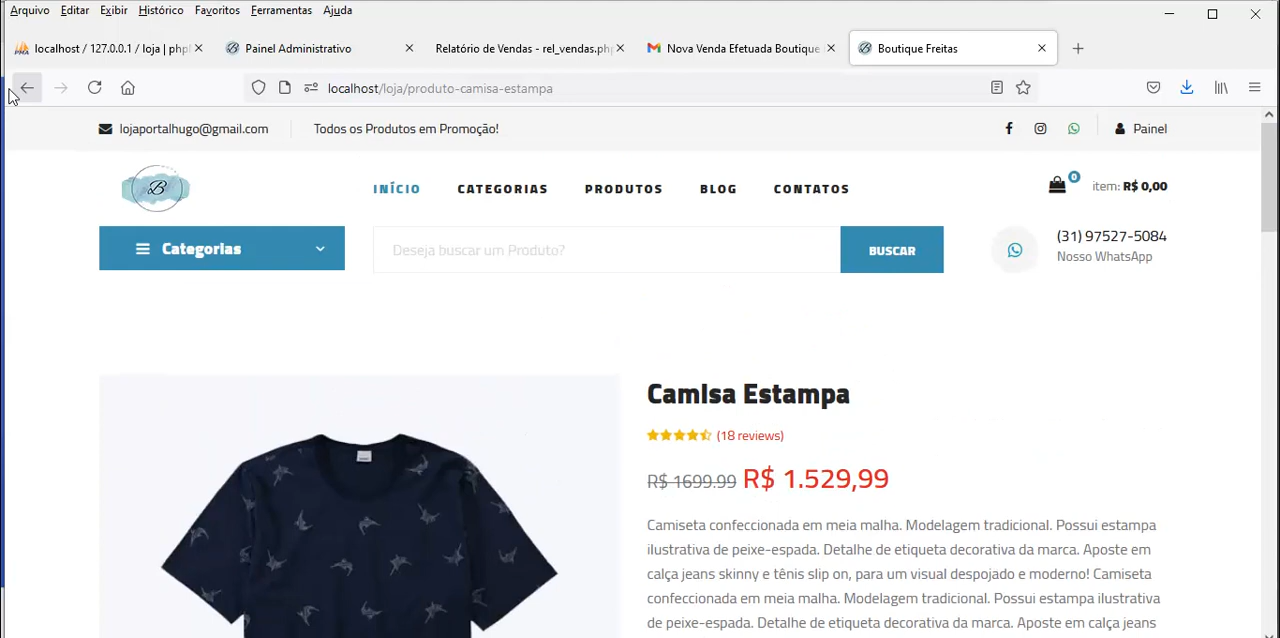 Arquivo Editar Exibir Histórico Favoritos Ferramentas Ajuda
localhost / 127.0.0.1 / loja | php Painel Administrativo Relatório de Vendas - rel_vendas.php Nova Venda Efetuada Boutique Boutique Freitas
localhost/loja/produto-camisa-estampa
lojaportalhugo@gmail.com Todos os Produtos em Promoção! Painel
B INÍCIO CATEGORIAS PRODUTOS BLOG CONTATOS 0 item: R$ 0,00
Categorias Deseja buscar um Produto? BUSCAR (31) 97527-5084
Nosso WhatsApp
Camisa Estampa
(18 reviews)
R$ 1699.99 R$ 1.529,99
Camiseta confeccionada em meia malha. Modelagem tradicional. Possui estampa
ilustrativa de peixe-espada. Detalhe de etiqueta decorativa da marca. Aposte em
calça jeans skinny e tênis slip on, para um visual despojado e moderno! Camiseta
confeccionada em meia malha. Modelagem tradicional. Possui estampa ilustrativa
de peixe-espada. Detalhe de etiqueta decorativa da marca. Aposte em calça jeans